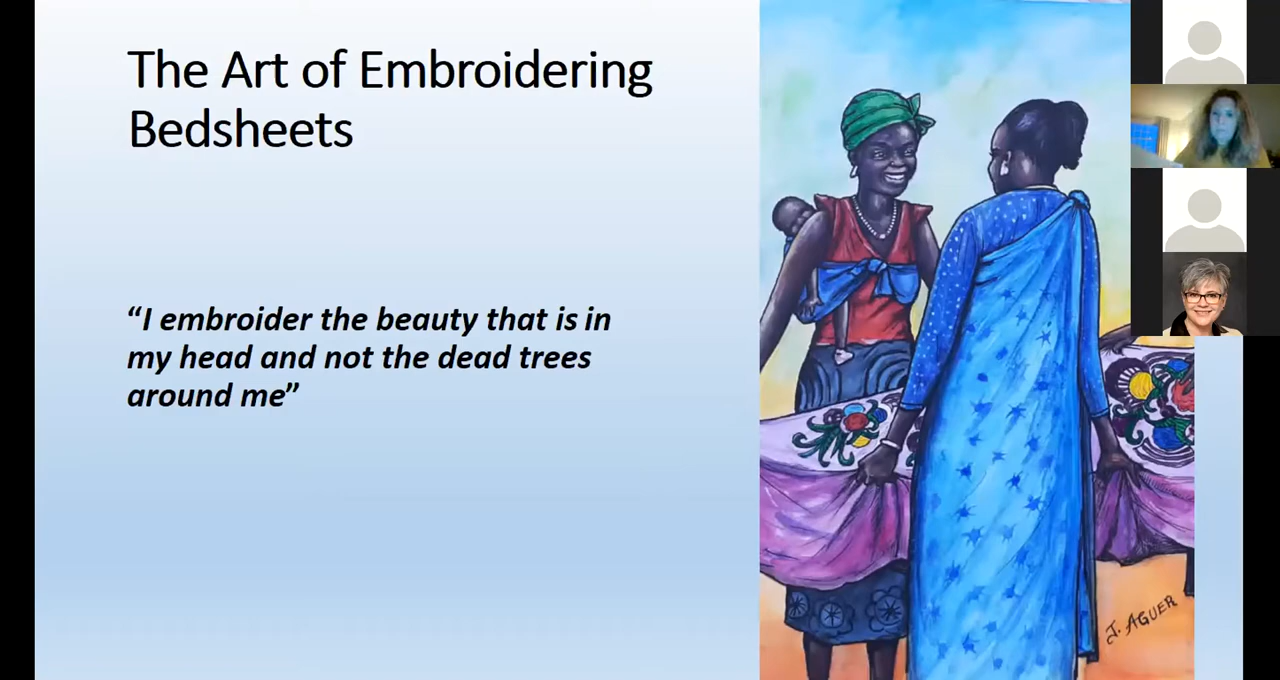 The Art of Embroidering
Bedsheets
“I embroider the beauty that is in
my head and not the dead trees
around me”
J. AGUER